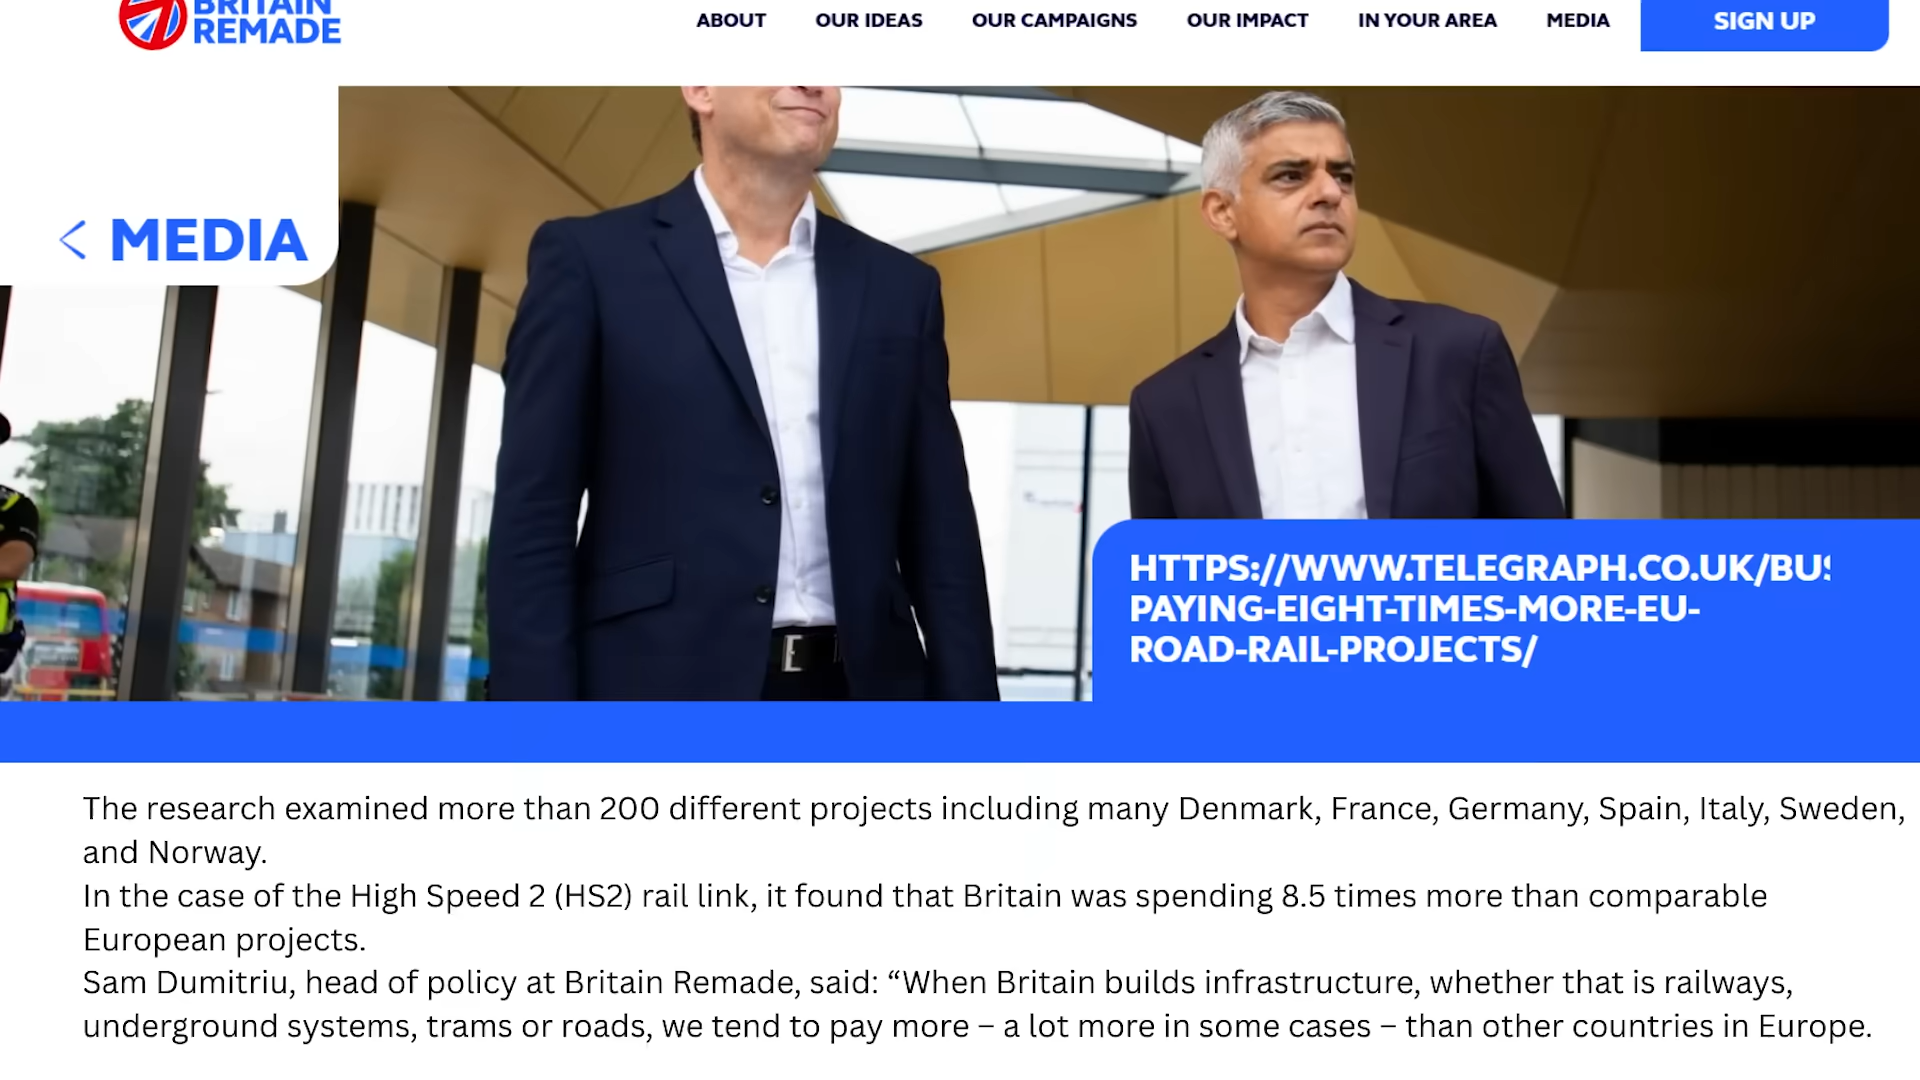 BRITAIN
REMADE
ABOUT
OUR IDEAS
OUR CAMPAIGNS
OUR IMPACT
IN YOUR AREA
MEDIA
SIGN UP
< MEDIA
HTTPS://WWW.TELEGRAPH.CO.UK/BUS
PAYING-EIGHT-TIMES-MORE-EU-
ROAD-RAIL-PROJECTS/
The research examined more than 200 different projects including many Denmark, France, Germany, Spain, Italy, Sweden,
and Norway.
In the case of the High Speed 2 (HS2) rail link, it found that Britain was spending 8.5 times more than comparable
European projects.
Sam Dumitriu, head of policy at Britain Remade, said: “When Britain builds infrastructure, whether that is railways,
underground systems, trams or roads, we tend to pay more – a lot more in some cases – than other countries in Europe.